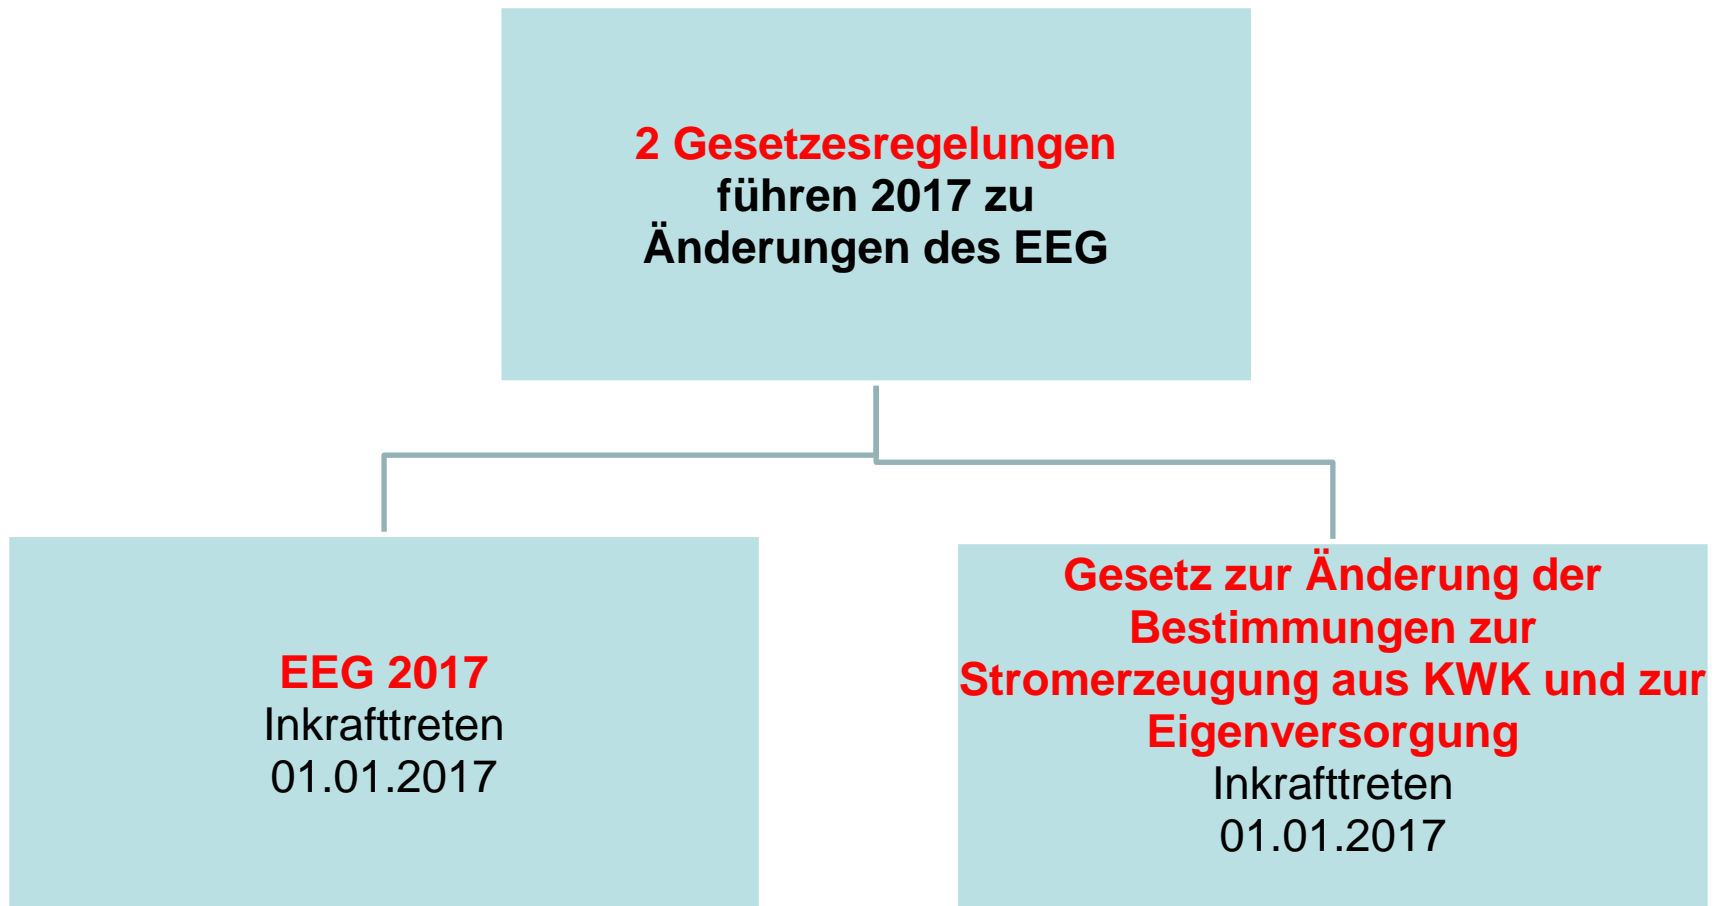 2 Gesetzesregelungen
führen 2017 zu
Änderungen des EEG
EEG 2017
Inkrafttreten
01.01.2017
Gesetz zur Änderung der
Bestimmungen zur
Stromerzeugung aus KWK und zur
Eigenversorgung
Inkrafttreten
01.01.2017